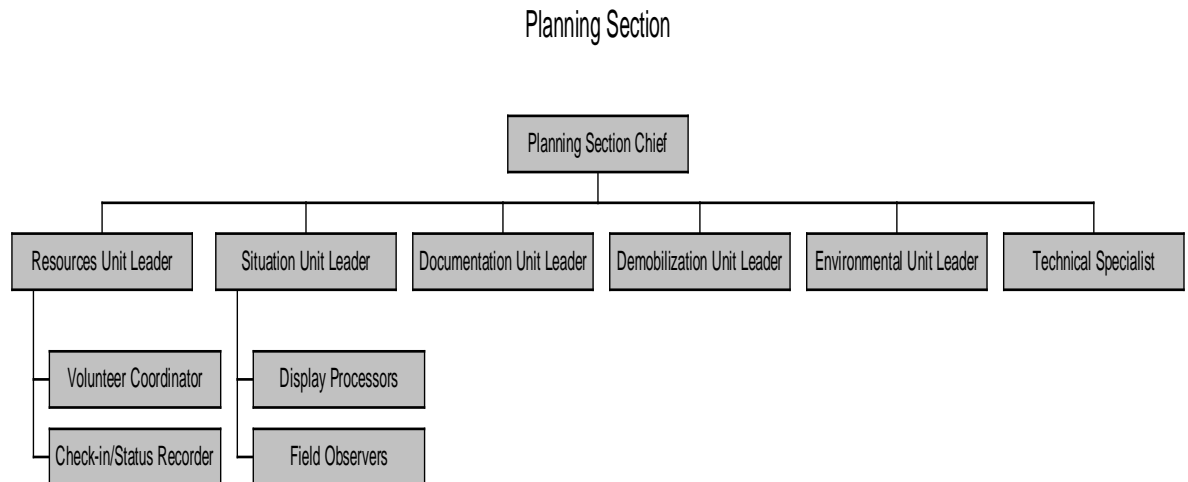 Planning Section
Planning Section Chief
Resources Unit Leader
Situation Unit Leader
Documentation Unit Leader
Demobilization Unit Leader
Environmental Unit Leader
Technical Specialist
Volunteer Coordinator
Display Processors
Check-in/Status Recorder
Field Observers